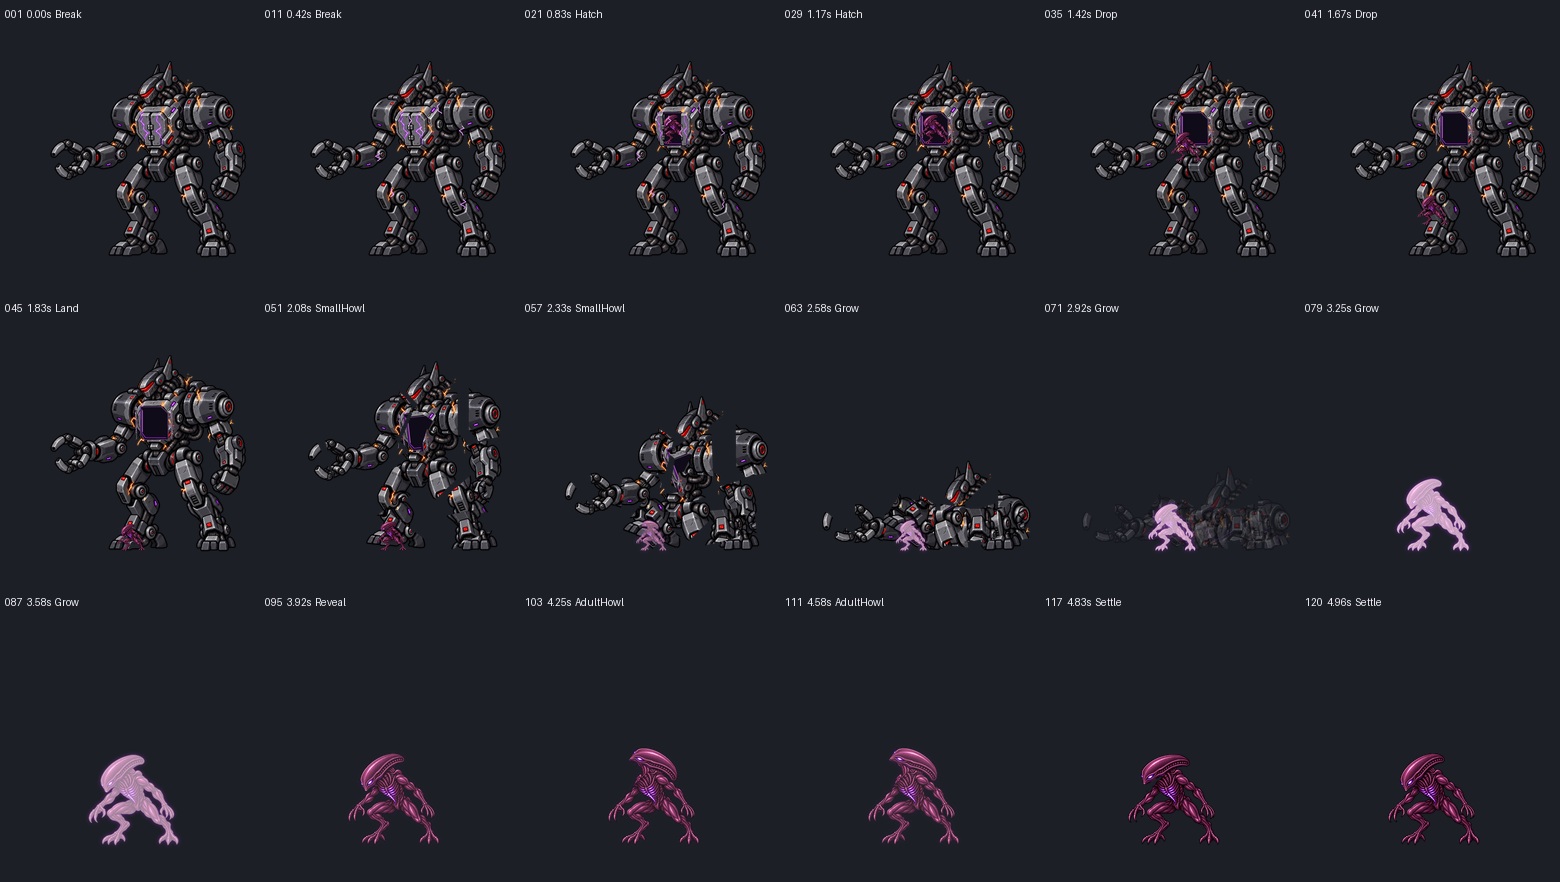 001 0.00s Break
011 0.42s Break
021 0.83s Hatch
029 1.17s Hatch
035 1.42s Drop
041 1.67s Drop
045 1.83s Land
051 2.08s SmallHowl
057 2.33s SmallHowl
063 2.58s Grow
071 2.92s Grow
079 3.25s Grow
087 3.58s Grow
095 3.92s Reveal
103 4.25s AdultHowl
111 4.58s AdultHowl
117 4.83s Settle
120 4.96s Settle